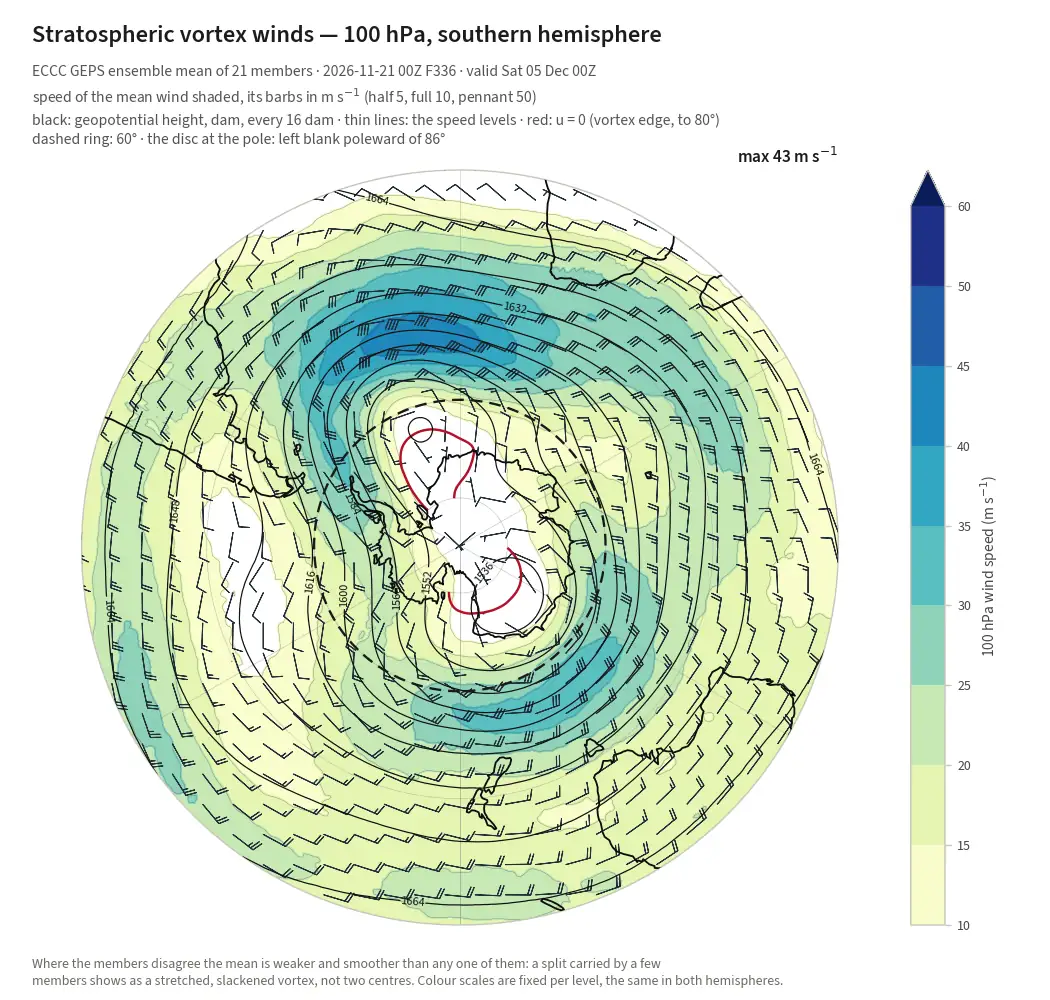 Stratospheric vortex winds — 100 hPa, southern hemisphere
ECCC GEPS ensemble mean of 21 members · 2026-11-21 00Z F336 · valid Sat 05 Dec 00Z
speed of the mean wind shaded, its barbs in m s⁻¹ (half 5, full 10, pennant 50)
black: geopotential height, dam, every 16 dam · thin lines: the speed levels · red: u = 0 (vortex edge, to 80°)
dashed ring: 60° · the disc at the pole: left blank poleward of 86°
max 43 m s⁻¹
1664
1632
1664
1648
1616
1600
1552
1536
1664
60
50
45
40
35
30
25
20
15
10
100 hPa wind speed (m s⁻¹)
Where the members disagree the mean is weaker and smoother than any one of them: a split carried by a few
members shows as a stretched, slackened vortex, not two centres. Colour scales are fixed per level, the same in both hemispheres.